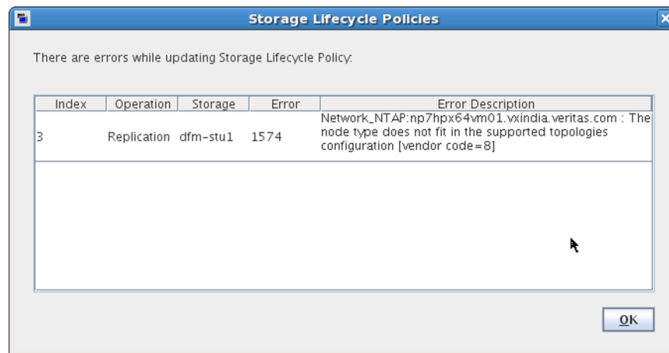 Storage Lifecycle Policies
There are errors while updating Storage Lifecycle Policy:
Index Operation Storage Error Error Description
Network_NTAP:np7hpx64vm01.vxindia.veritas.com : The
3 Replication dfm-stu1 1574 node type does not fit in the supported topologies
configuration [vendor code=8]
OK